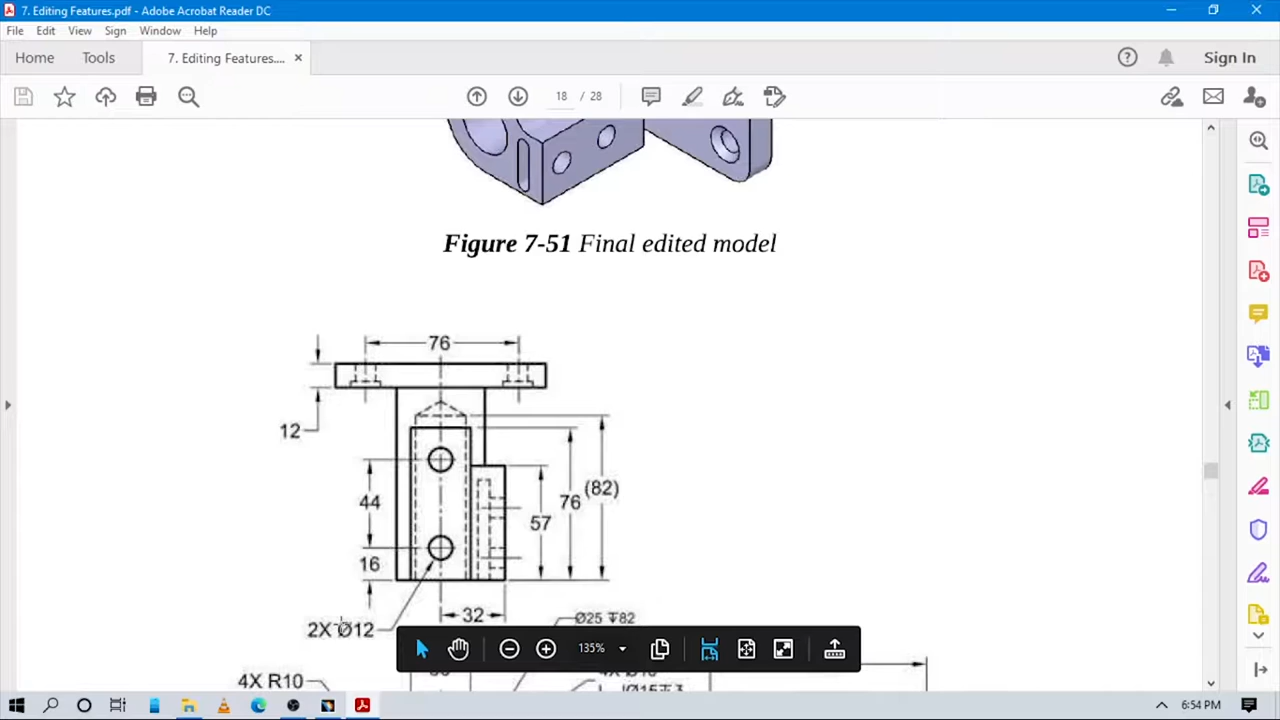 7. Editing Features.pdf - Adobe Acrobat Reader DC
File Edit View Sign Window Help
Home Tools 7. Editing Features.... × Sign In
18 / 28
Figure 7-51 Final edited model
76
12
44
76
(82)
57
16
32
2X Ø12
Ø25 ↧82
135%
4X R10
6:54 PM